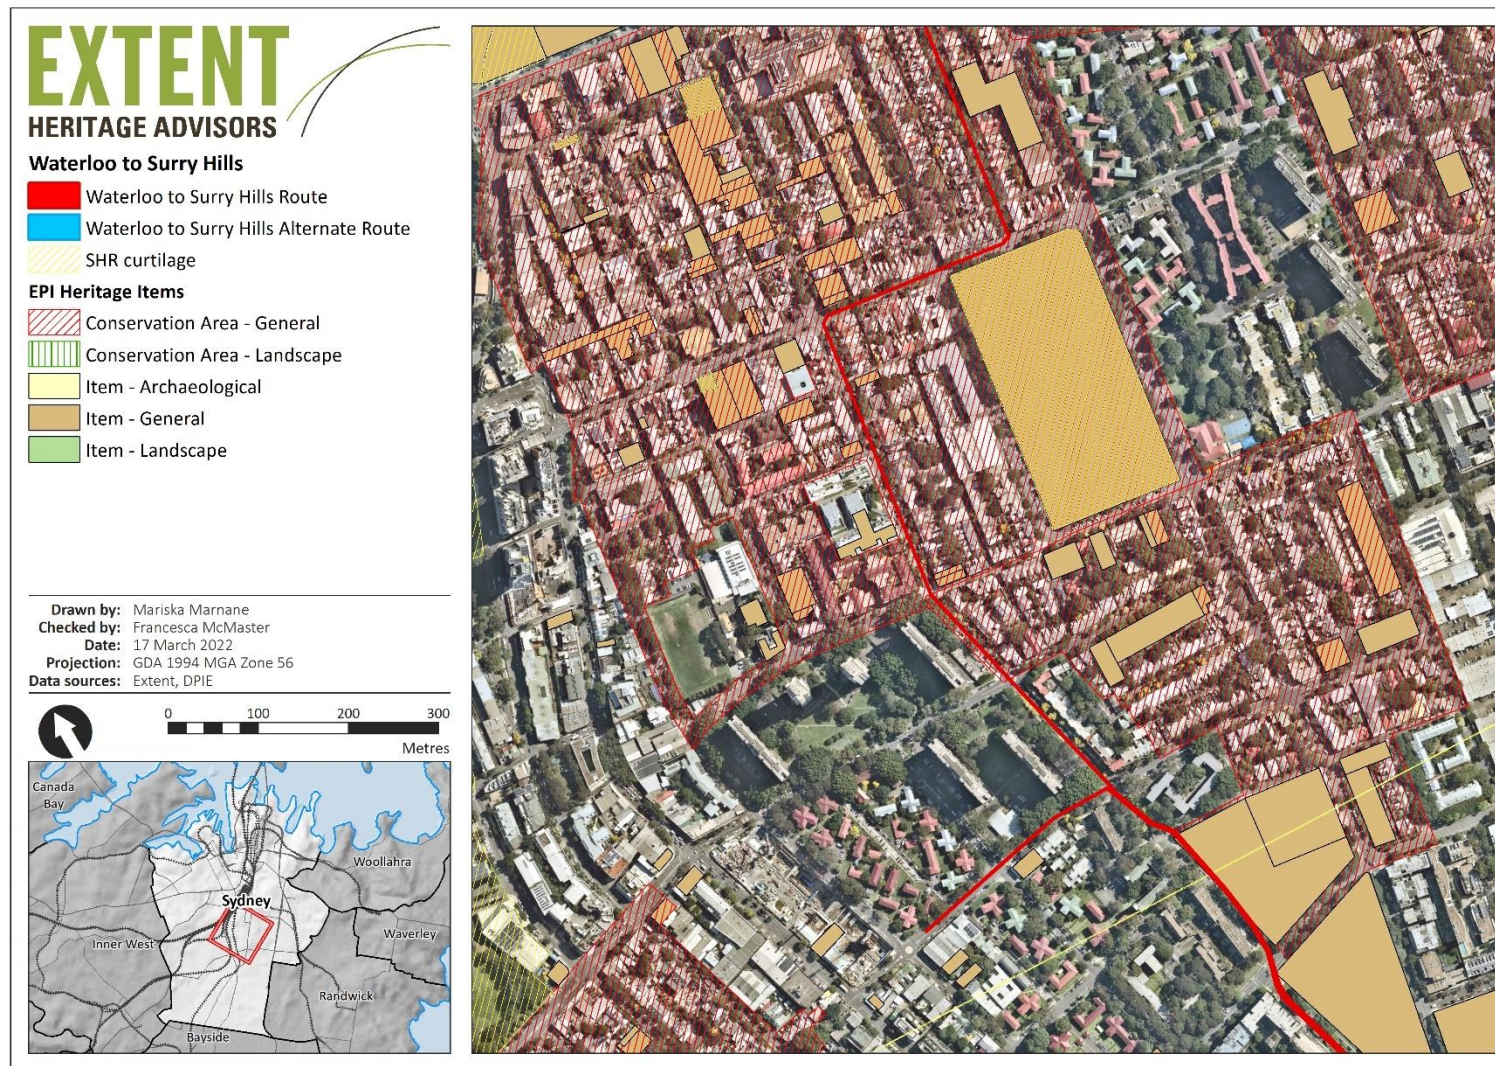 EXTENT
HERITAGE ADVISORS
Waterloo to Surry Hills
Waterloo to Surry Hills Route
Waterloo to Surry Hills Alternate Route
SHR curtilage
EPI Heritage Items
Conservation Area - General
Conservation Area - Landscape
Item - Archaeological
Item - General
Item - Landscape
Drawn by: Mariska Marnane
Checked by: Francesca McMaster
Date: 17 March 2022
Projection: GDA 1994 MGA Zone 56
Data sources: Extent, DPIE
0 100 200 300
Metres
Canada
Bay
Woollahra
Sydney
Inner West
Waverley
Randwick
Bayside